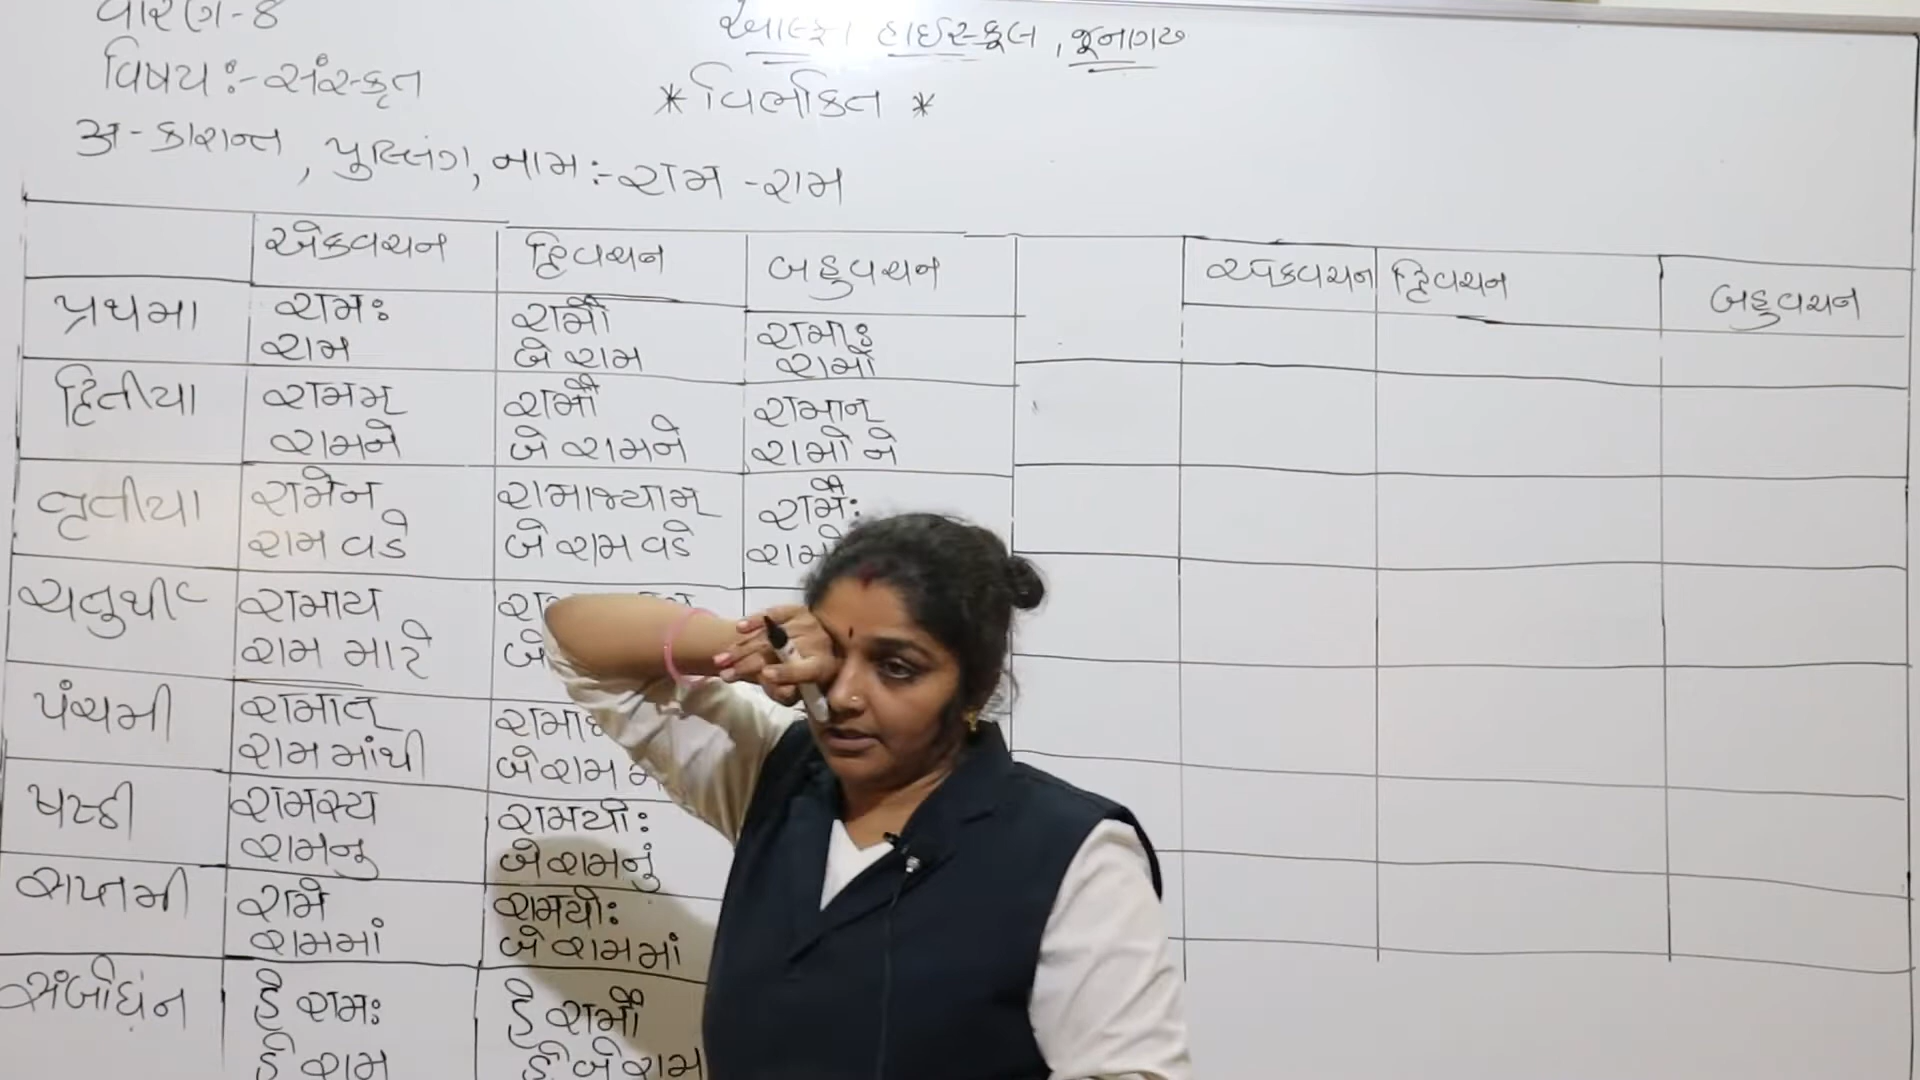 ધોરણ-8
આલ્ફા હાઈસ્કૂલ, જૂનાગઢ
વિષય:-સંસ્કૃત
* વિભક્તિ *
अ-કારાન્ત, પુલ્લિંગ, નામ:-રામ -રામ
એકવચન દ્વિવચન બહુવચન એકવચન દ્વિવચન બહુવચન
પ્રથમા રામઃ રામૌ રામાઃ
રામ બે રામ રામો
દ્વિતીયા રામમ્ રામૌ રામાન્
રામને બે રામને રામો ને
તૃતીયા રામેન રામાભ્યામ્ રામૈઃ
રામ વડે બે રામ વડે
ચતુર્થી રામાય
રામ માટે બે
પંચમી રામાત્
રામ માંથી બે રામ
ષષ્ઠી રામસ્ય રામયોઃ
રામનુ બે રામનું
સપ્તમી રામે રામયોઃ
રામમાં બે રામમાં
સંબોધન હે રામઃ હે રામૌ
હે રામ હે બે રામ